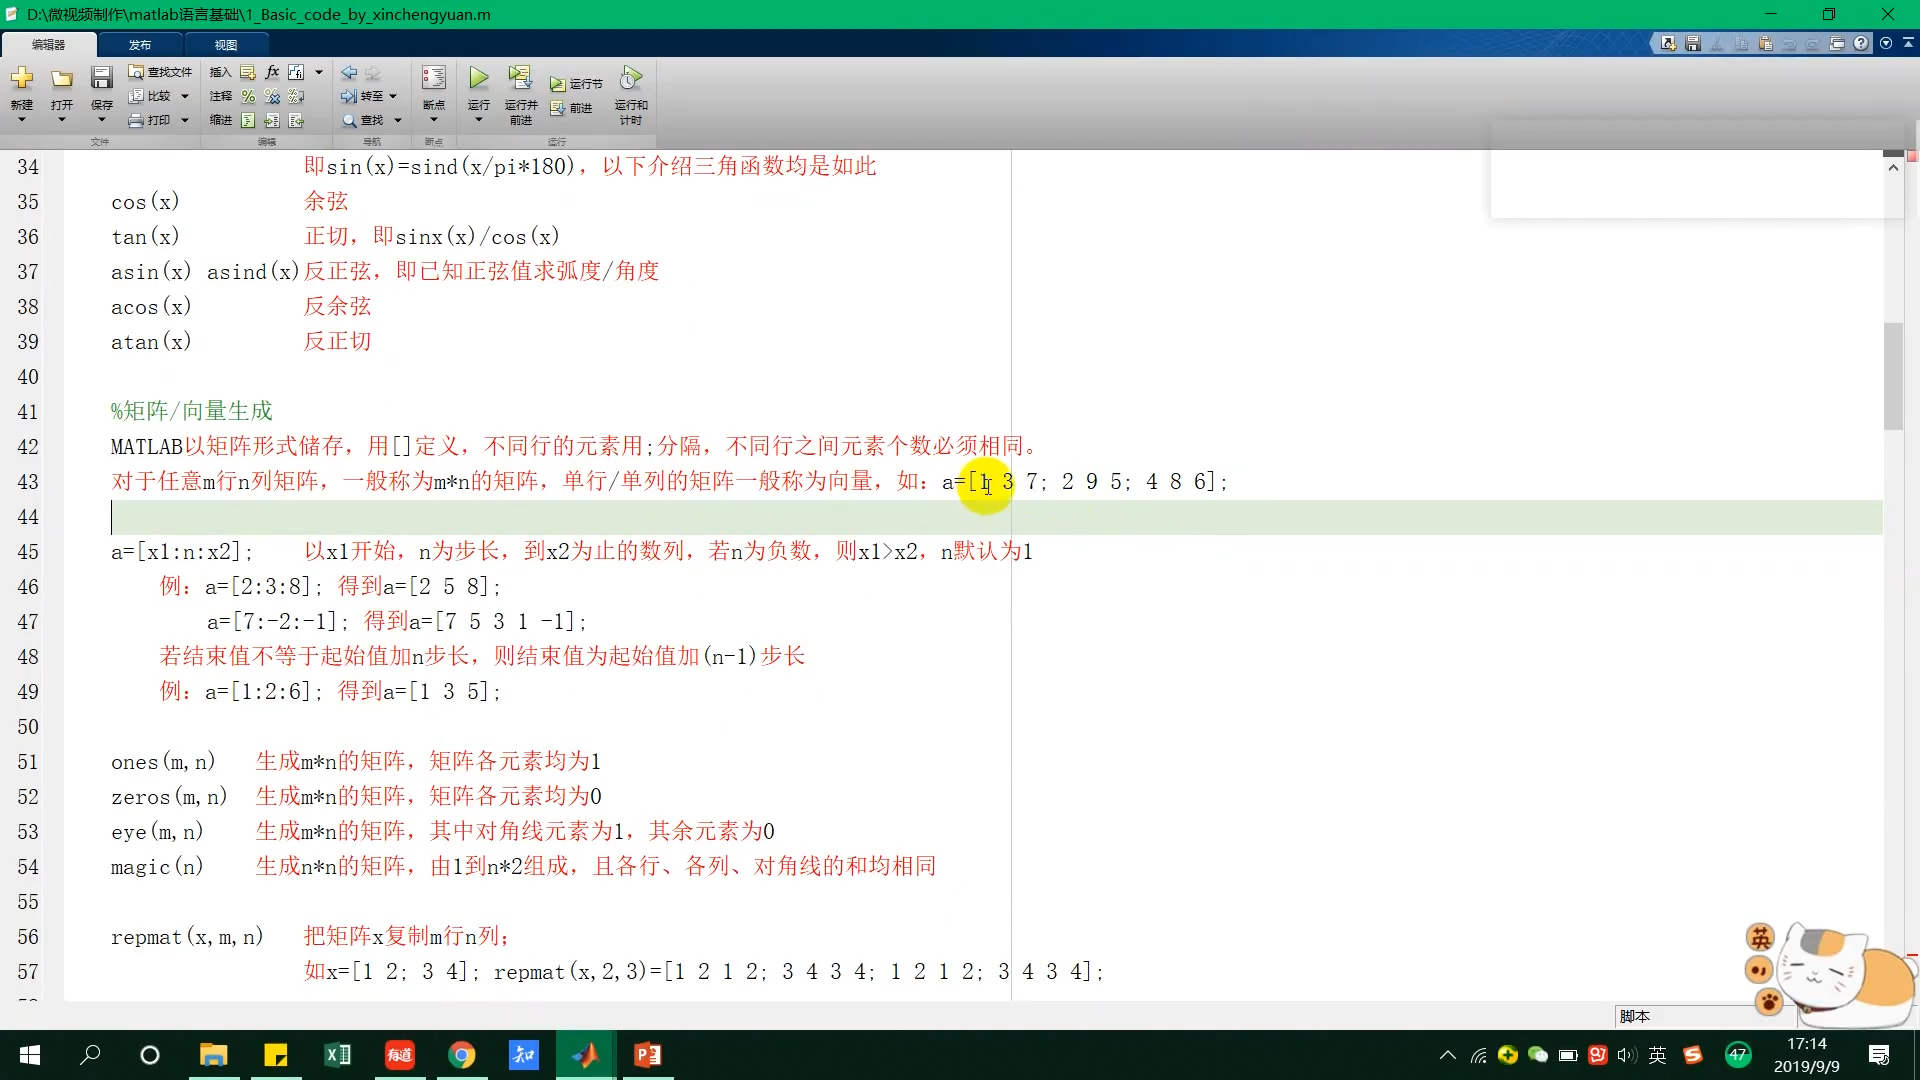 D:\微视频制作\matlab语言基础\1_Basic_code_by_xinchengyuan.m
编辑器 发布 视图
新建 打开 保存 查找文件 比较 打印 文件
插入 fx 注释 缩进 编辑
转至 查找 导航
断点 断点
运行 运行并前进 运行节 前进 运行和计时 运行
34 即sin(x)=sind(x/pi*180), 以下介绍三角函数均是如此
35 cos(x) 余弦
36 tan(x) 正切, 即sinx(x)/cos(x)
37 asin(x) asind(x)反正弦, 即已知正弦值求弧度/角度
38 acos(x) 反余弦
39 atan(x) 反正切
40
41 %矩阵/向量生成
42 MATLAB以矩阵形式储存, 用[]定义, 不同行的元素用;分隔, 不同行之间元素个数必须相同。
43 对于任意m行n列矩阵, 一般称为m*n的矩阵, 单行/单列的矩阵一般称为向量, 如: a=[1 3 7; 2 9 5; 4 8 6];
44
45 a=[x1:n:x2]; 以x1开始, n为步长, 到x2为止的数列, 若n为负数, 则x1>x2, n默认为1
46 例: a=[2:3:8]; 得到a=[2 5 8];
47 a=[7:-2:-1]; 得到a=[7 5 3 1 -1];
48 若结束值不等于起始值加n步长, 则结束值为起始值加(n-1)步长
49 例: a=[1:2:6]; 得到a=[1 3 5];
50
51 ones(m,n) 生成m*n的矩阵, 矩阵各元素均为1
52 zeros(m,n) 生成m*n的矩阵, 矩阵各元素均为0
53 eye(m,n) 生成m*n的矩阵, 其中对角线元素为1, 其余元素为0
54 magic(n) 生成n*n的矩阵, 由1到n*2组成, 且各行、各列、对角线的和均相同
55
56 repmat(x,m,n) 把矩阵x复制m行n列;
57 如x=[1 2; 3 4]; repmat(x,2,3)=[1 2 1 2; 3 4 3 4; 1 2 1 2; 3 4 3 4];
英
脚本
有道 知 英 47
17:14
2019/9/9